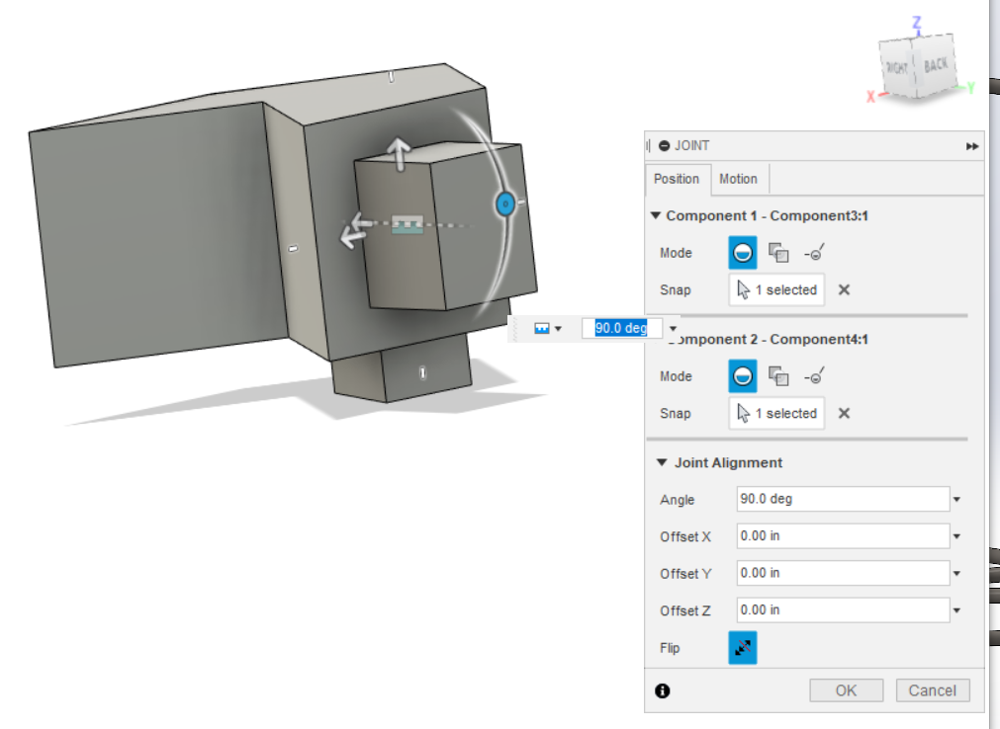 Z
RIGHT
BACK
X
Y
JOINT
Position Motion
Component 1 - Component3:1
Mode
Snap 1 selected
90.0 deg
omponent 2 - Component4:1
Mode
Snap 1 selected
Joint Alignment
Angle 90.0 deg
Offset X 0.00 in
Offset Y 0.00 in
Offset Z 0.00 in
Flip
OK Cancel